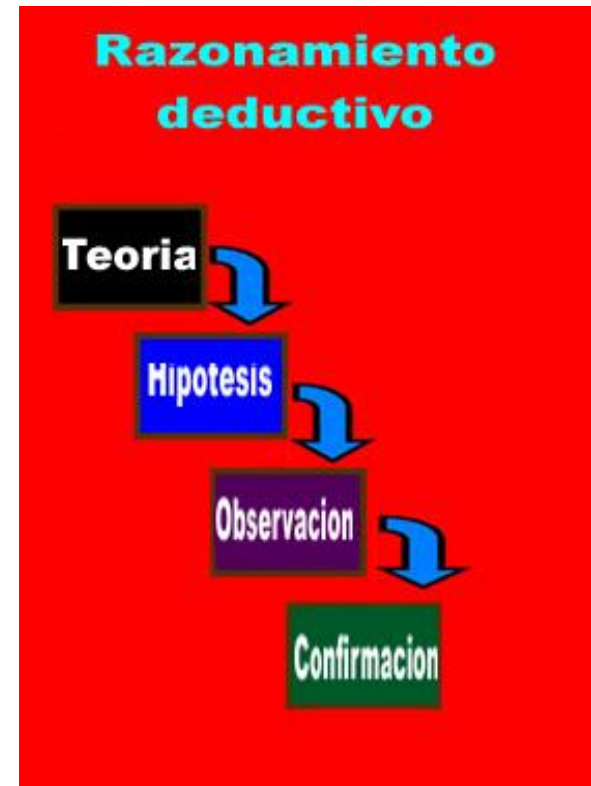 Razonamiento
deductivo
Teoria
Hipotesis
Observacion
Confirmacion